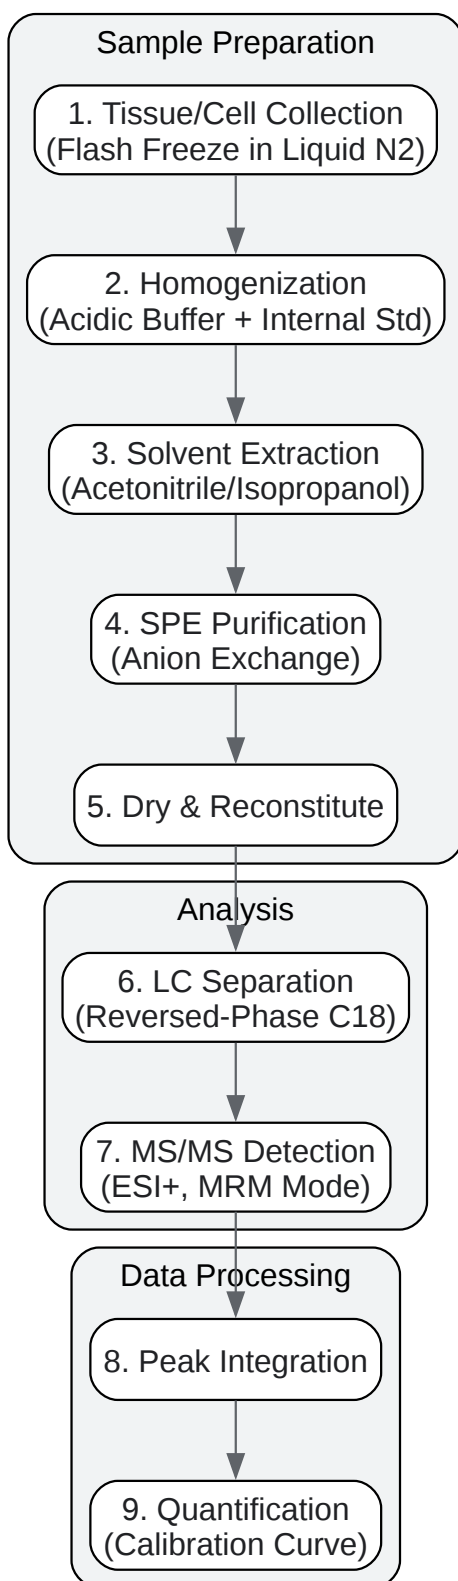 Sample Preparation
1. Tissue/Cell Collection
(Flash Freeze in Liquid N2)
2. Homogenization
(Acidic Buffer + Internal Std)
3. Solvent Extraction
(Acetonitrile/Isopropanol)
4. SPE Purification
(Anion Exchange)
5. Dry & Reconstitute
Analysis
6. LC Separation
(Reversed-Phase C18)
7. MS/MS Detection
(ESI+, MRM Mode)
Data Processing
8. Peak Integration
9. Quantification
(Calibration Curve)